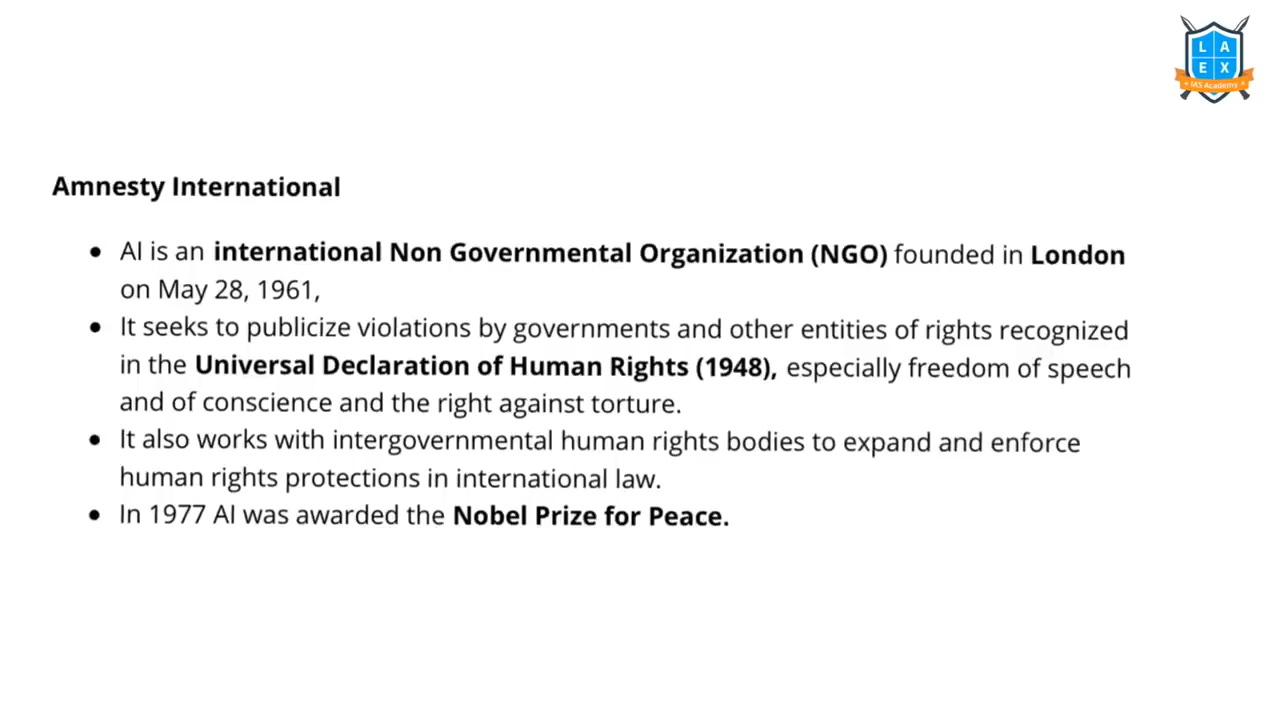 L A
E X
IAS Academy
Amnesty International
• AI is an international Non Governmental Organization (NGO) founded in London
on May 28, 1961,
• It seeks to publicize violations by governments and other entities of rights recognized
in the Universal Declaration of Human Rights (1948), especially freedom of speech
and of conscience and the right against torture.
• It also works with intergovernmental human rights bodies to expand and enforce
human rights protections in international law.
• In 1977 AI was awarded the Nobel Prize for Peace.